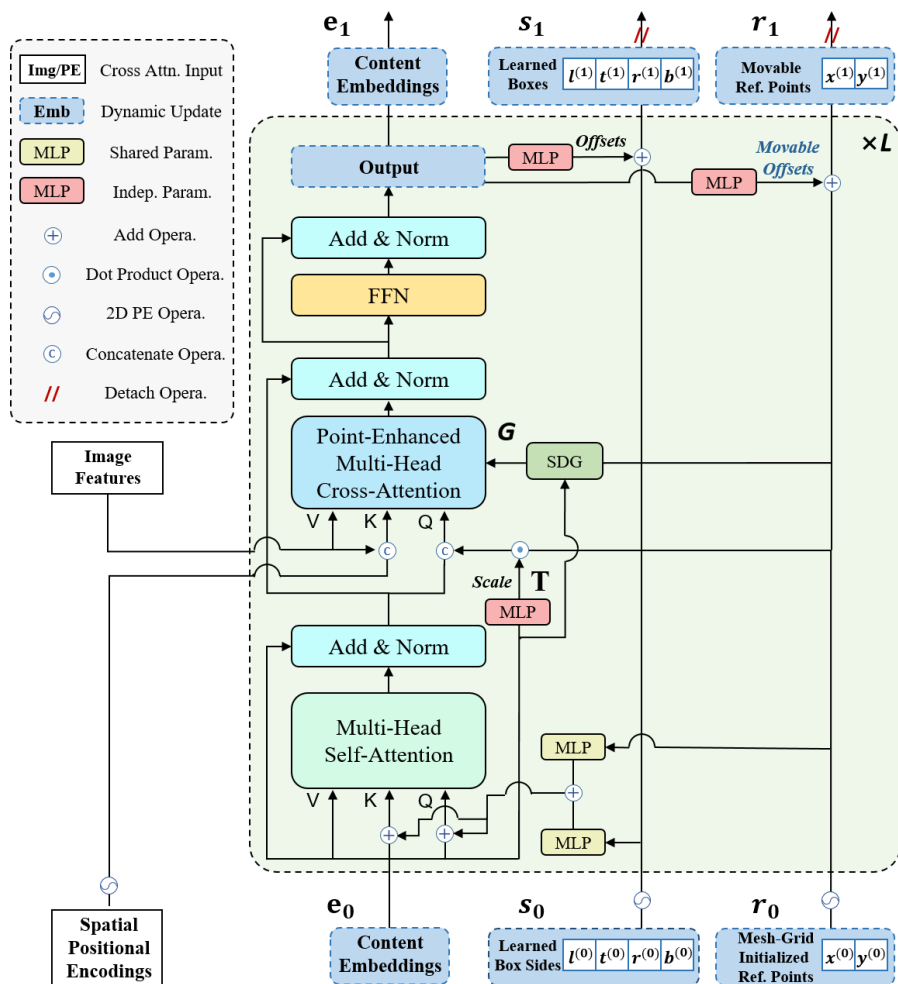 e₁
s₁
r₁
Content
Embeddings
Learned
Boxes
l⁽¹⁾ t⁽¹⁾ r⁽¹⁾ b⁽¹⁾
Movable
Ref. Points
x⁽¹⁾ y⁽¹⁾
Img/PE Cross Attn. Input
Emb Dynamic Update
MLP Shared Param.
MLP Indep. Param.
Add Opera.
Dot Product Opera.
2D PE Opera.
c Concatenate Opera.
// Detach Opera.
×L
Output
MLP
Offsets
MLP
Movable
Offsets
Add & Norm
FFN
Add & Norm
Point-Enhanced
Multi-Head
Cross-Attention
G
SDG
Image
Features
V K Q
c c
Scale T
MLP
Add & Norm
Multi-Head
Self-Attention
V K Q
MLP
MLP
Spatial
Positional
Encodings
e₀
s₀
r₀
Content
Embeddings
Learned
Box Sides
l⁽⁰⁾ t⁽⁰⁾ r⁽⁰⁾ b⁽⁰⁾
Mesh-Grid
Initialized
Ref. Points
x⁽⁰⁾ y⁽⁰⁾